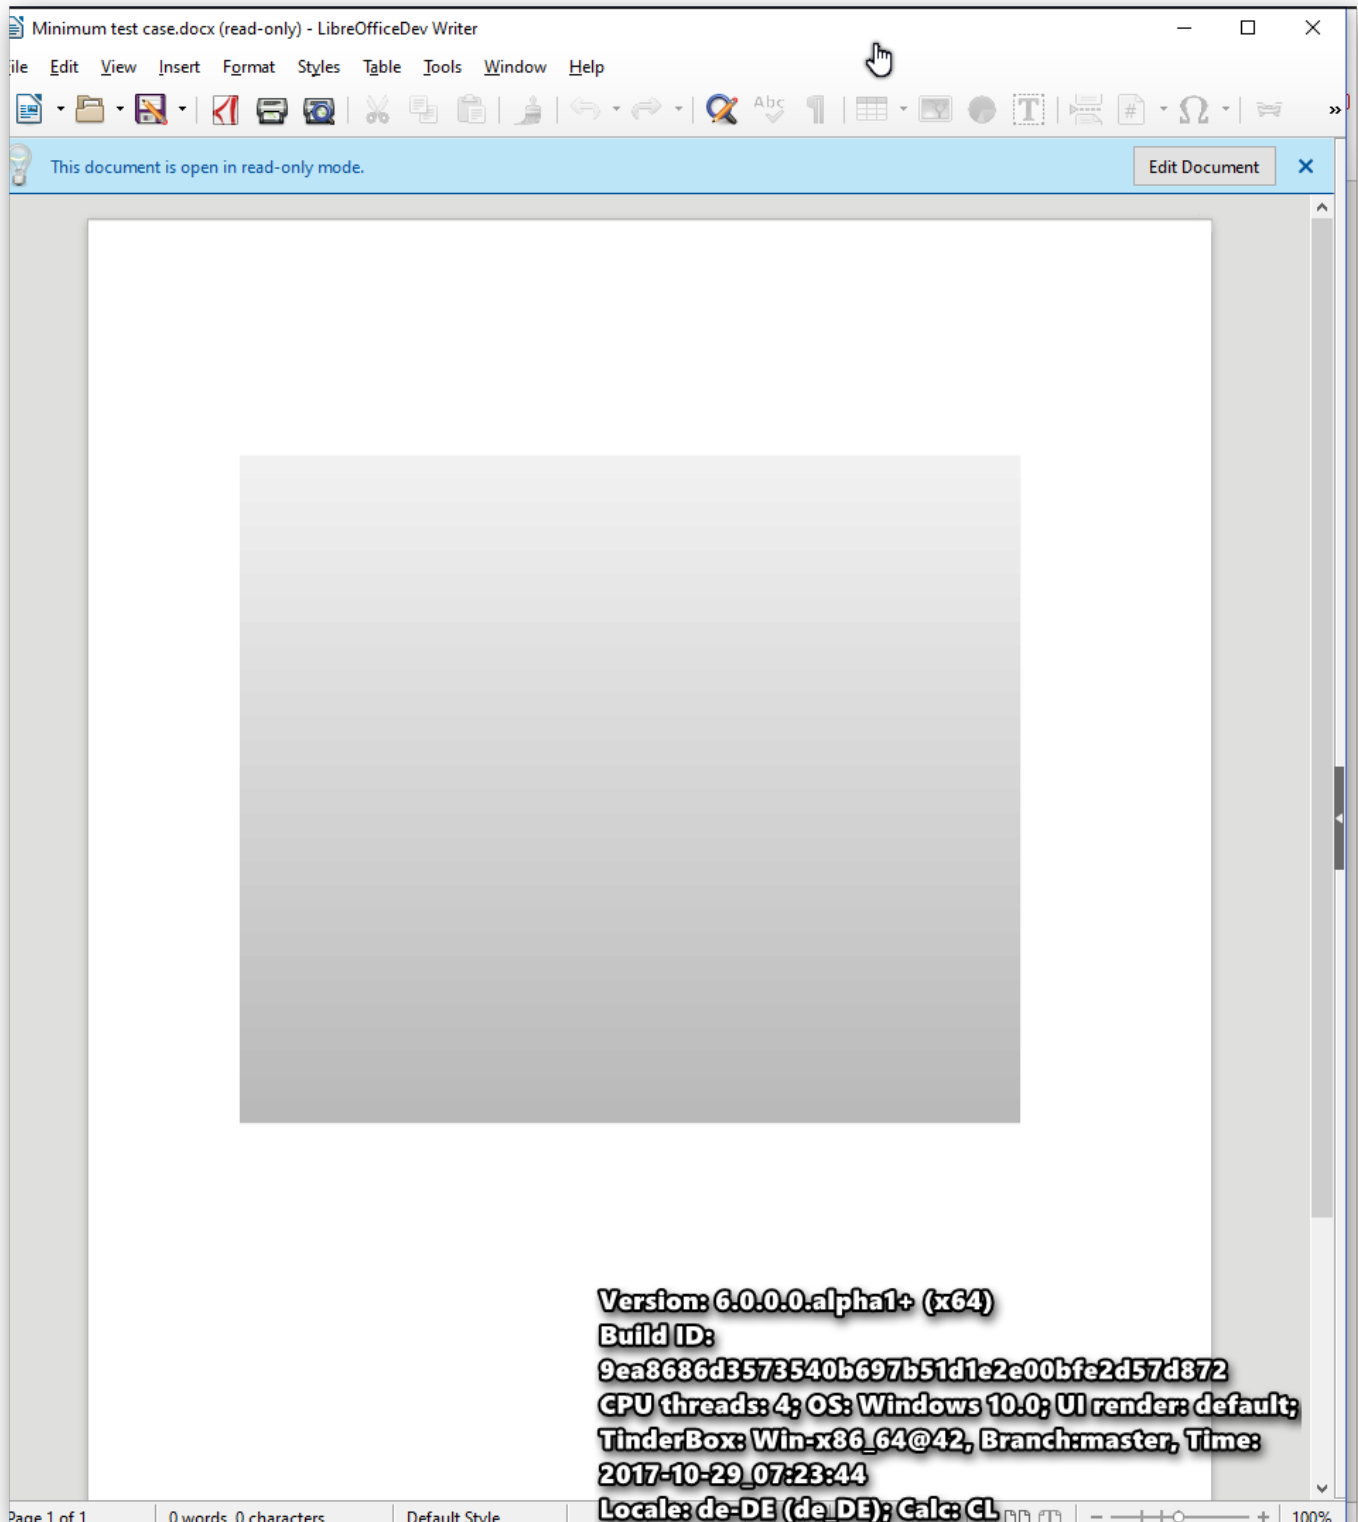 Minimum test case.docx (read-only) - LibreOfficeDev Writer
ile Edit View Insert Format Styles Table Tools Window Help
Abc # Ω T »
This document is open in read-only mode. Edit Document
Version: 6.0.0.0.alpha1+ (x64)
Build ID:
9ea8686d3573540b697b51d1e2e00bfe2d57d872
CPU threads: 4; OS: Windows 10.0; UI render: default;
TinderBox: Win-x86_64@42, Branch:master, Time:
2017-10-29_07:23:44
Locale: de-DE (de_DE); Calc: CL
Page 1 of 1 0 words, 0 characters Default Style 100%